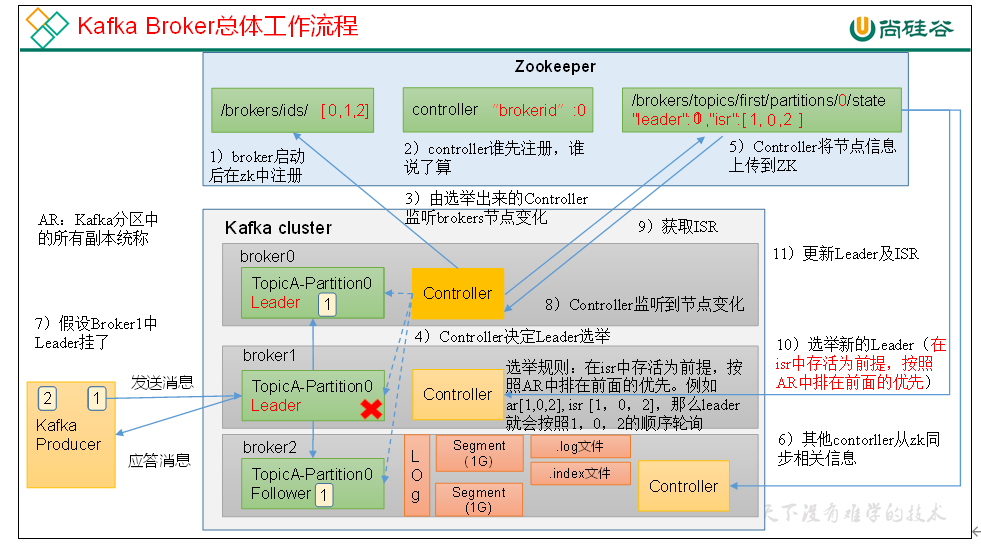 Kafka Broker总体工作流程
尚硅谷
Zookeeper
/brokers/ids/ [0,1,2]
controller “brokerid” :0
/brokers/topics/first/partitions/0/state
"leader": ,"isr":[ 1, 0, 2 ]
1）broker启动
后在zk中注册
2）controller谁先注册，谁
说了算
5）Controller将节点信息
上传到ZK
3）由选举出来的Controller
监听brokers节点变化
AR：Kafka分区中
的所有副本统称
Kafka cluster
9）获取ISR
11）更新Leader及ISR
broker0
TopicA-Partition0
Leader
1
Controller
8）Controller监听到节点变化
7）假设Broker1中
Leader挂了
4）Controller决定Leader选举
10）选举新的Leader（在
isr中存活为前提，按照
AR中排在前面的优先）
broker1
TopicA-Partition0
Leader
Controller
选举规则：在isr中存活为前提，按
照AR中排在前面的优先。例如
ar[1,0,2], isr [1，0，2]，那么leader
就会按照1，0，2的顺序轮询
发送消息
2
1
Kafka
Producer
应答消息
6）其他contorller从zk同
步相关信息
broker2
TopicA-Partition0
Follower
1
L
O
g
Segment
(1G)
Segment
(1G)
.log文件
.index文件
Controller
天下没有难学的技术